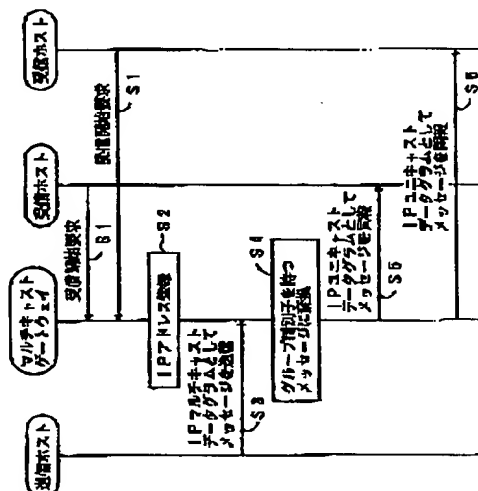 送信ホスト
マルチキャスト
ゲートウェイ
受信ホスト
受信ホスト
受信開始要求
S1
受信開始要求
S1
IPアドレス登録
S2
IPマルチキャスト
データグラムとして
メッセージを送信
S3
グループ識別子を持つ
メッセージに変換
S4
IPユニキャスト
データグラムとして
メッセージを同報
S5
IPユニキャスト
データグラムとして
メッセージを同報
S5